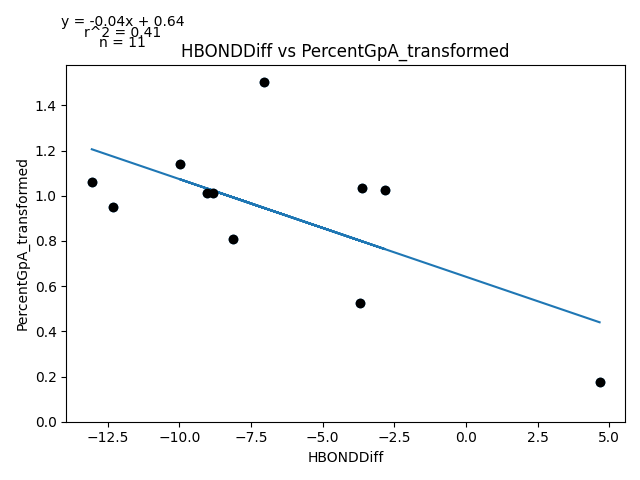 y = -0.04x + 0.64
r^2 = 0.41
n = 11
HBONDDiff vs PercentGpA_transformed
PercentGpA_transformed
1.4
1.2
1.0
0.8
0.6
0.4
0.2
0.0
−12.5 −10.0 −7.5 −5.0 −2.5 0.0 2.5 5.0
HBONDDiff